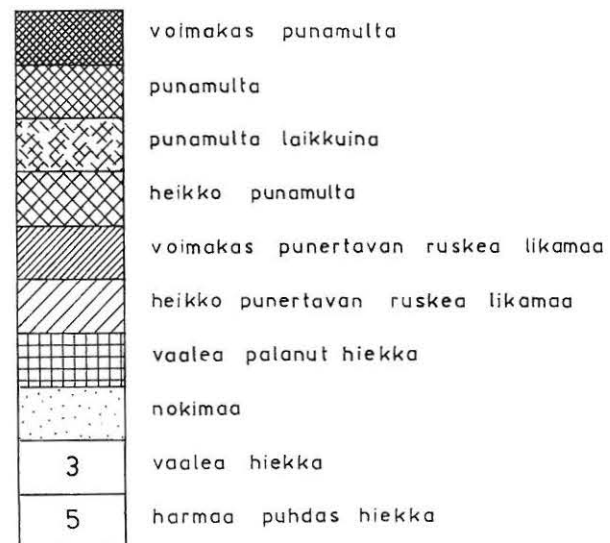 voimakas punamulta
punamulta
punamulta laikkuina
heikko punamulta
voimakas punertavan ruskea likamaa
heikko punertavan ruskea likamaa
vaalea palanut hiekka
nokimaa
3 vaalea hiekka
5 harmaa puhdas hiekka